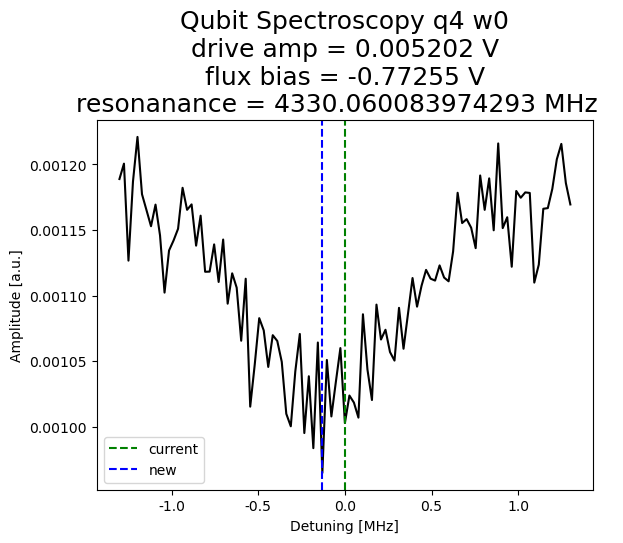 Qubit Spectroscopy q4 w0
drive amp = 0.005202 V
flux bias = -0.77255 V
resonanance = 4330.060083974293 MHz
0.00120
0.00115
0.00110
0.00105
0.00100
Amplitude [a.u.]
current
new
-1.0
-0.5
0.0
0.5
1.0
Detuning [MHz]